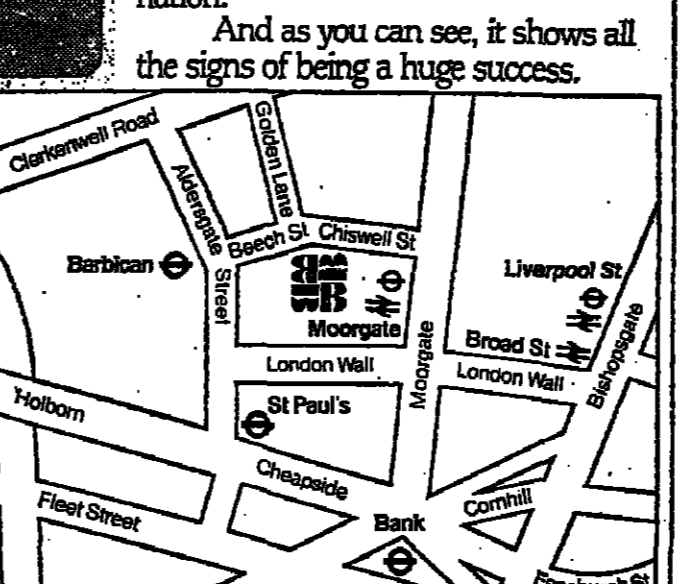 And as you can see, it shows all
the signs of being a huge success.
Clerkenwell Road
Golden Lane
Aldersgate
Street
Beech St
Chiswell St
Barbican
Moorgate
Liverpool St
Broad St
Bishopsgate
Moorgate
London Wall
London Wall
Holborn
St Paul's
Cheapside
Cornhill
Fleet Street
Bank